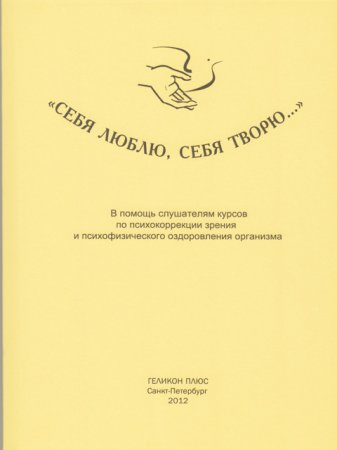 «СЕБЯ ЛЮБЛЮ, СЕБЯ ТВОРЮ...»
В помощь слушателям курсов
по психокоррекции зрения
и психофизического оздоровления организма
ГЕЛИКОН ПЛЮС
Санкт-Петербург
2012